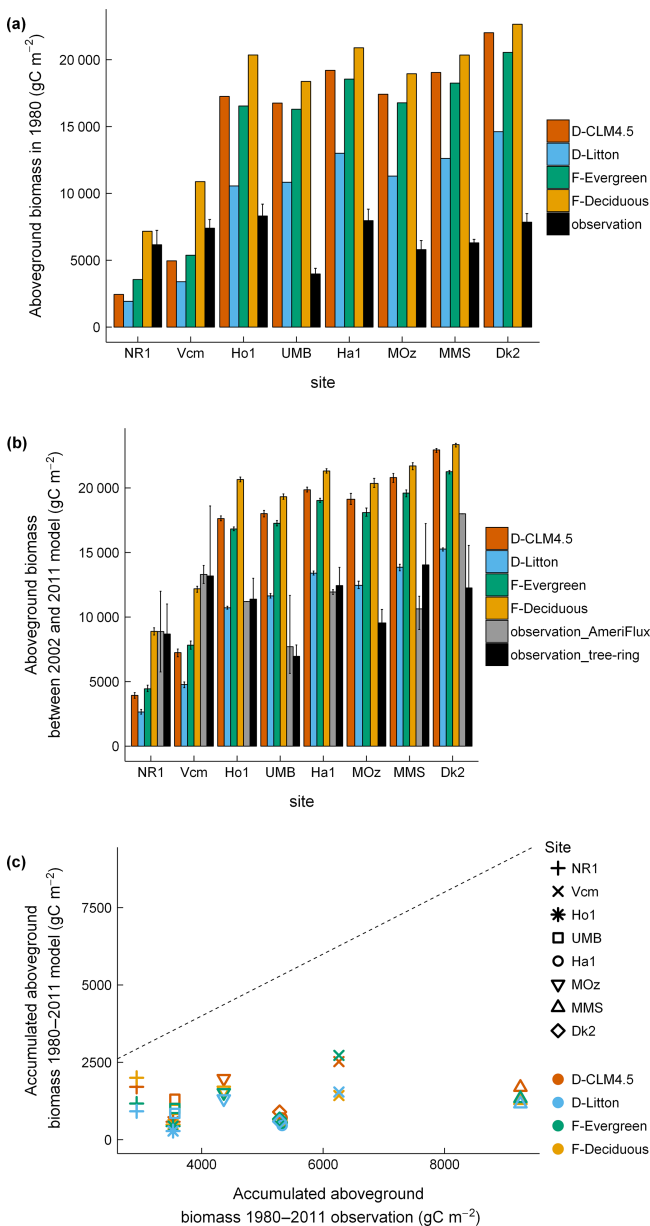 (a)
Aboveground biomass in 1980 (gC m−2)
20 000
15 000
10 000
5000
0
NR1 Vcm Ho1 UMB Ha1 MOz MMS Dk2
site
D-CLM4.5
D-Litton
F-Evergreen
F-Deciduous
observation
(b)
Aboveground biomass
between 2002 and 2011 model (gC m−2)
20 000
15 000
10 000
5000
0
NR1 Vcm Ho1 UMB Ha1 MOz MMS Dk2
site
D-CLM4.5
D-Litton
F-Evergreen
F-Deciduous
observation_AmeriFlux
observation_tree-ring
(c)
Accumulated aboveground
biomass 1980–2011 model (gC m−2)
7500
5000
2500
0
4000 6000 8000
Accumulated aboveground
biomass 1980–2011 observation (gC m−2)
Site
NR1
Vcm
Ho1
UMB
Ha1
MOz
MMS
Dk2
D-CLM4.5
D-Litton
F-Evergreen
F-Deciduous